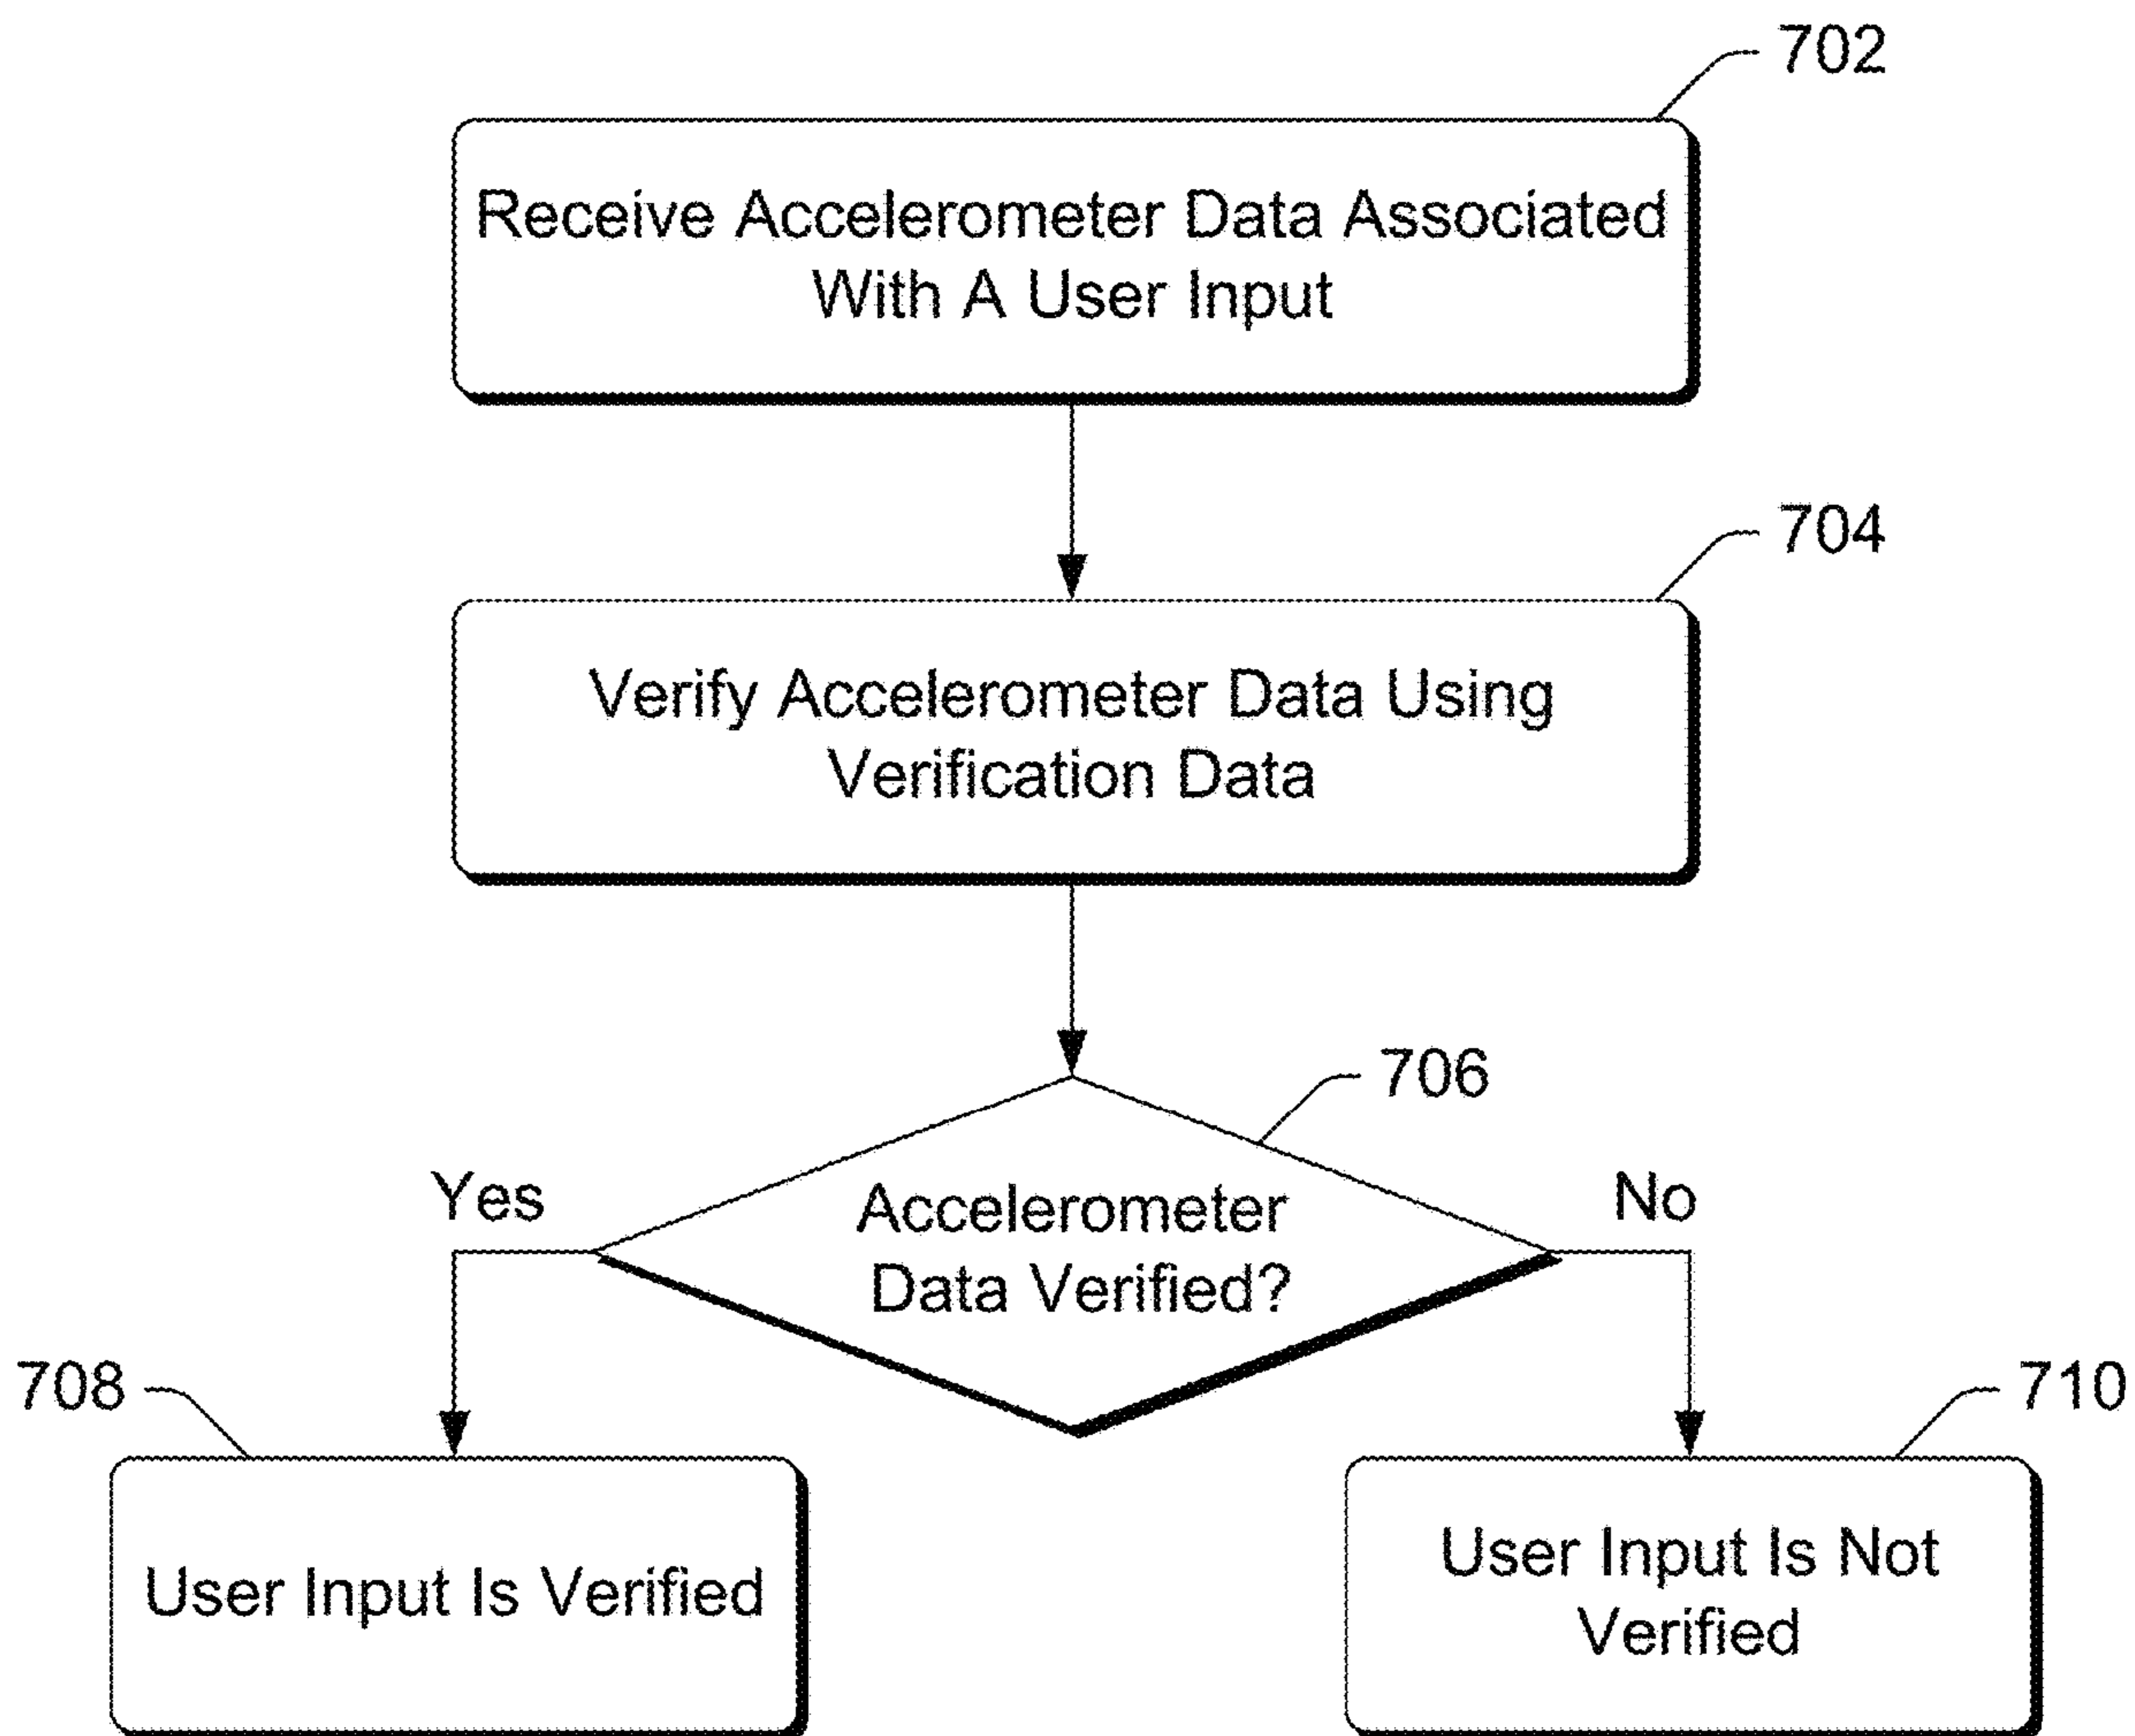 702
Receive Accelerometer Data Associated
With A User Input
704
Verify Accelerometer Data Using
Verification Data
706
Yes
Accelerometer
Data Verified?
No
708
User Input Is Verified
710
User Input Is Not
Verified